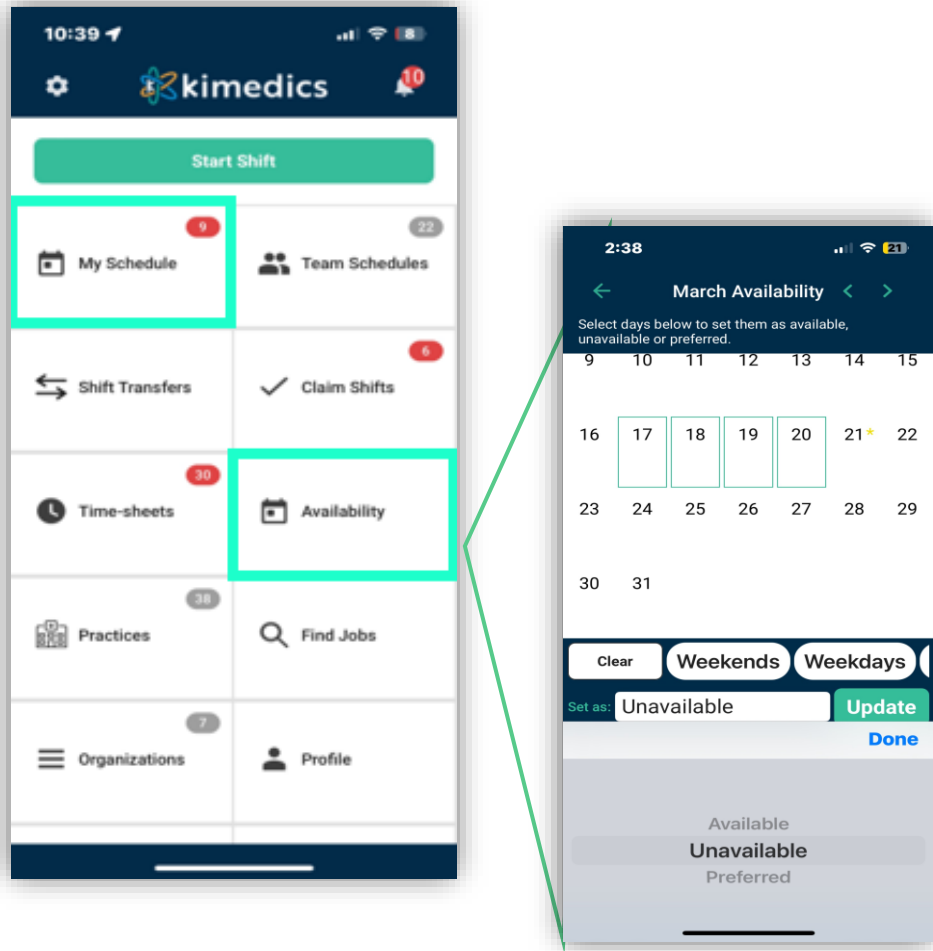 10:39
8
kimedics
10
Start Shift
9
My Schedule
22
Team Schedules
Shift Transfers
6
Claim Shifts
30
Time-sheets
Availability
38
Practices
Find Jobs
7
Organizations
Profile
2:38
21
March Availability < >
Select days below to set them as available,
unavailable or preferred.
9 10 11 12 13 14 15
16 17 18 19 20 21* 22
23 24 25 26 27 28 29
30 31
Clear Weekends Weekdays
Set as: Unavailable Update
Done
Available
Unavailable
Preferred